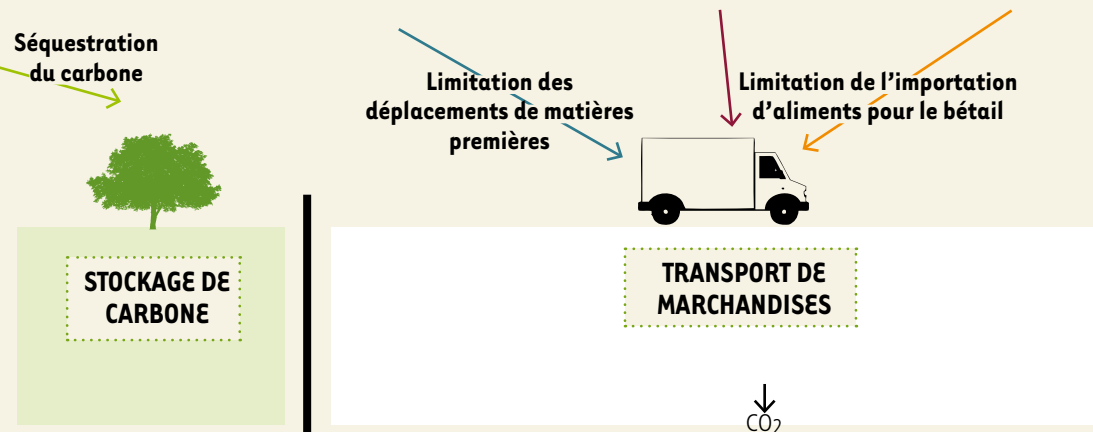 Séquestration
du carbone
Limitation des
déplacements de matières
premières
Limitation de l’importation
d’aliments pour le bétail
STOCKAGE DE
CARBONE
TRANSPORT DE
MARCHANDISES
CO2